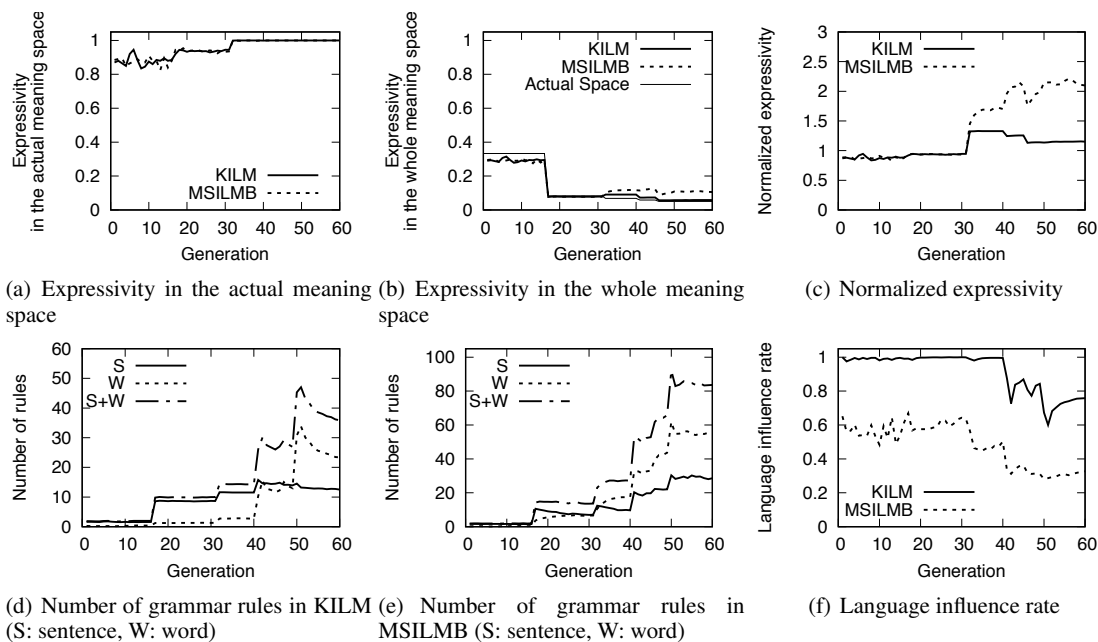 Expressivity
in the actual meaning space
1
0.8
0.6
0.4
0.2
0
KILM
MSILMB
0 10 20 30 40 50 60
Generation
(a) Expressivity in the actual meaning
space
Expressivity
in the whole meaning space
1
0.8
0.6
0.4
0.2
0
KILM
MSILMB
Actual Space
0 10 20 30 40 50 60
Generation
(b) Expressivity in the whole meaning
space
Normalized expressivity
3
2.5
2
1.5
1
0.5
0
KILM
MSILMB
0 10 20 30 40 50 60
Generation
(c) Normalized expressivity
Number of rules
60
50
40
30
20
10
0
S
W
S+W
0 10 20 30 40 50 60
Generation
(d) Number of grammar rules in KILM
(S: sentence, W: word)
Number of rules
100
80
60
40
20
0
S
W
S+W
0 10 20 30 40 50 60
Generation
(e) Number of grammar rules in
MSILMB (S: sentence, W: word)
Language influence rate
1
0.8
0.6
0.4
0.2
0
KILM
MSILMB
0 10 20 30 40 50 60
Generation
(f) Language influence rate